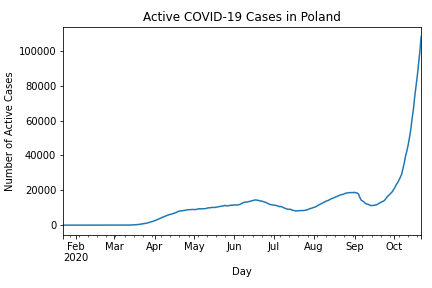 Active COVID-19 Cases in Poland
Number of Active Cases
100000
80000
60000
40000
20000
0
Feb Mar Apr May Jun Jul Aug Sep Oct
2020
Day